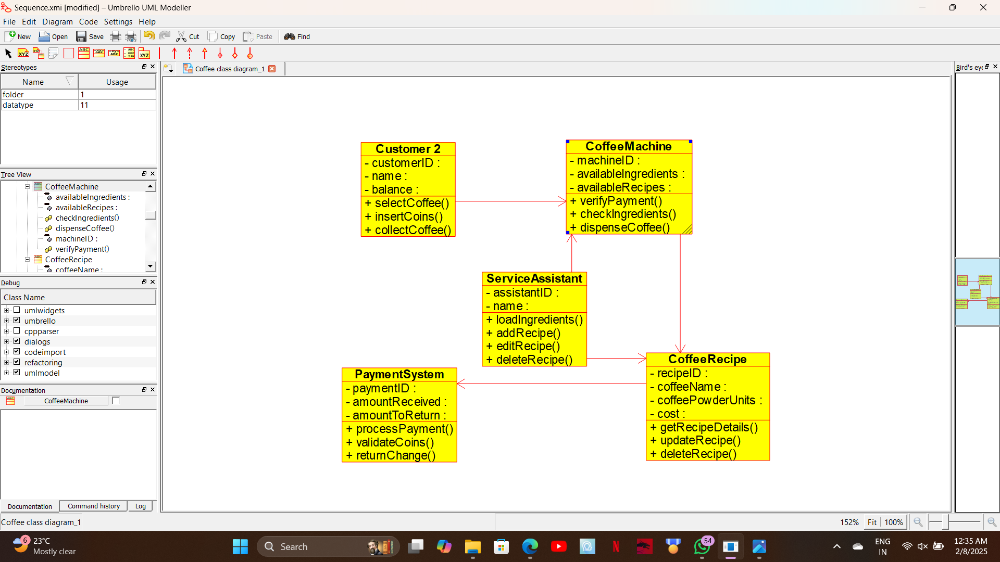 Sequence.xmi [modified] – Umbrello UML Modeller
File Edit Diagram Code Settings Help
New Open Save Cut Copy Paste Find
Stereotypes
Name Usage
folder 1
datatype 11
Tree View
CoffeeMachine
availableIngredients :
availableRecipes :
checkIngredients()
dispenseCoffee()
machineID :
verifyPayment()
CoffeeRecipe
coffeeName :
Debug
Class Name
umlwidgets
umbrello
cppparser
dialogs
codeimport
refactoring
umlmodel
Documentation
CoffeeMachine
Documentation Command history Log
Coffee class diagram_1
Coffee class diagram_1
Customer 2
- customerID :
- name :
- balance :
+ selectCoffee()
+ insertCoins()
+ collectCoffee()
CoffeeMachine
- machineID :
- availableIngredients :
- availableRecipes :
+ verifyPayment()
+ checkIngredients()
+ dispenseCoffee()
ServiceAssistant
- assistantID :
- name :
+ loadIngredients()
+ addRecipe()
+ editRecipe()
+ deleteRecipe()
PaymentSystem
- paymentID :
- amountReceived :
- amountToReturn :
+ processPayment()
+ validateCoins()
+ returnChange()
CoffeeRecipe
- recipeID :
- coffeeName :
- coffeePowderUnits :
- cost :
+ getRecipeDetails()
+ updateRecipe()
+ deleteRecipe()
Bird's eye
152% Fit 100%
6
23°C
Mostly clear
Search
54
ENG
IN
12:35 AM
2/8/2025